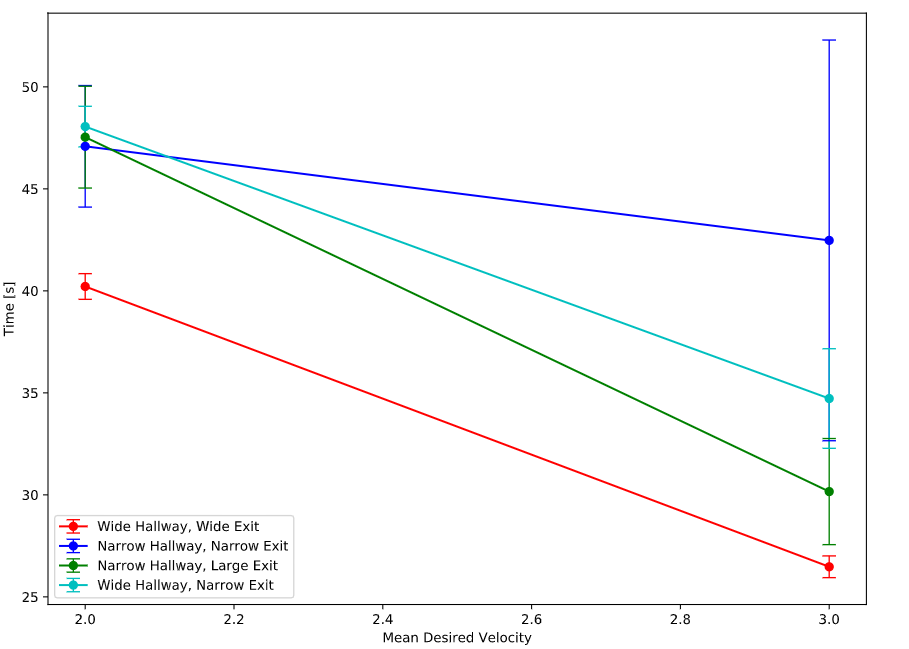 50
45
40
35
30
25
Time [s]
Wide Hallway, Wide Exit
Narrow Hallway, Narrow Exit
Narrow Hallway, Large Exit
Wide Hallway, Narrow Exit
2.0 2.2 2.4 2.6 2.8 3.0
Mean Desired Velocity